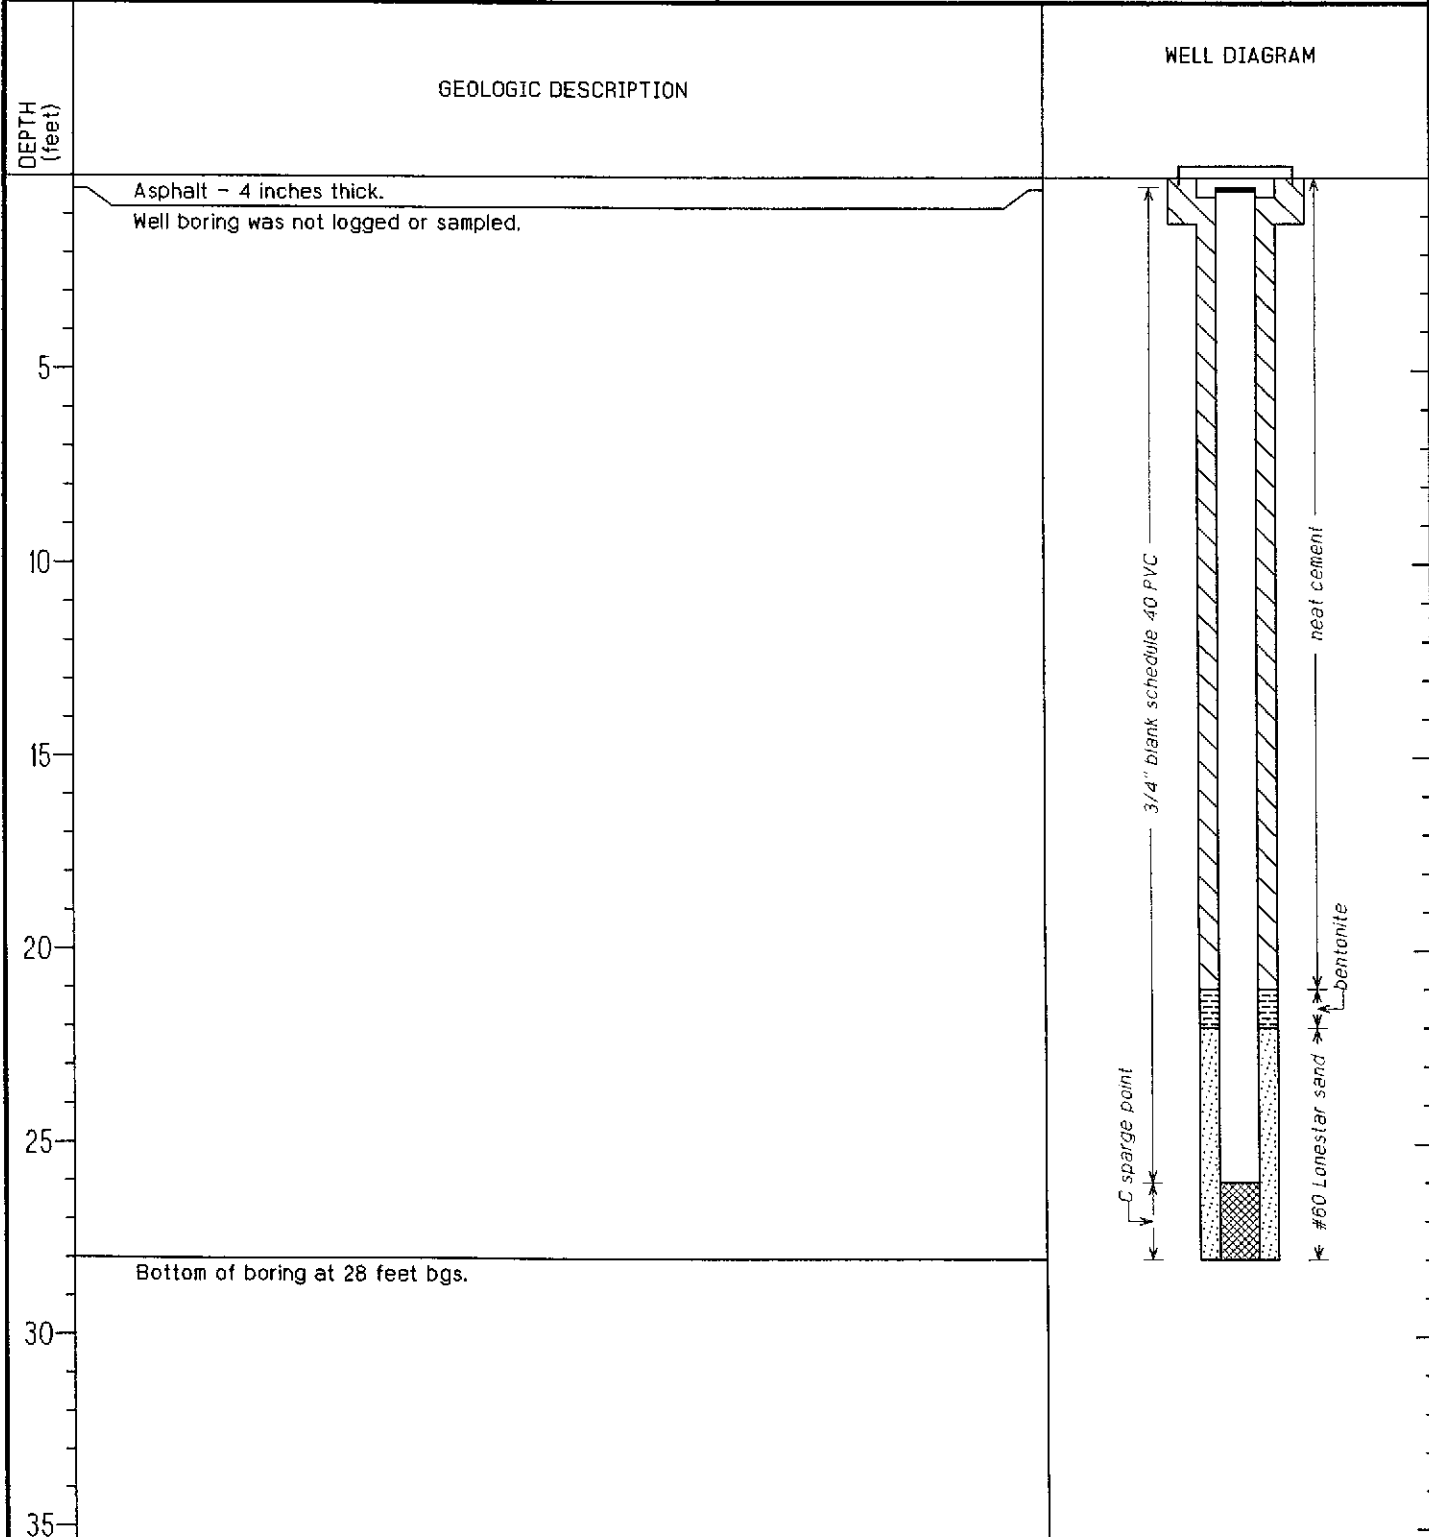 DEPTH
(feet)
GEOLOGIC DESCRIPTION
WELL DIAGRAM
Asphalt - 4 inches thick.
Well boring was not logged or sampled.
5
10
15
20
25
30
35
3/4" blank schedule 40 PVC
neat cement
bentonite
C sparge point
#60 Lonestar sand
Bottom of boring at 28 feet bgs.